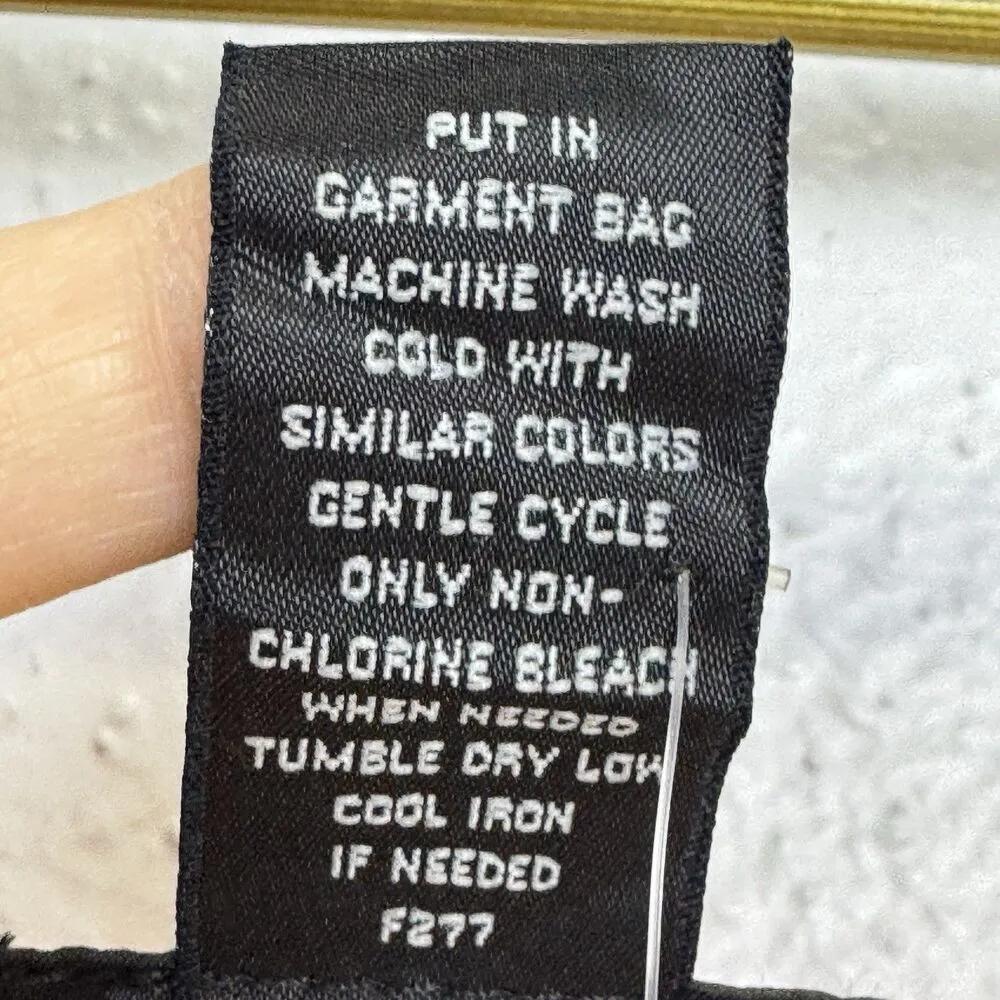 PUT IN
GARMENT BAG
MACHINE WASH
COLD WITH
SIMILAR COLORS
GENTLE CYCLE
ONLY NON-
CHLORINE BLEACH
WHEN NEEDED
TUMBLE DRY LOW
COOL IRON
IF NEEDED
F277